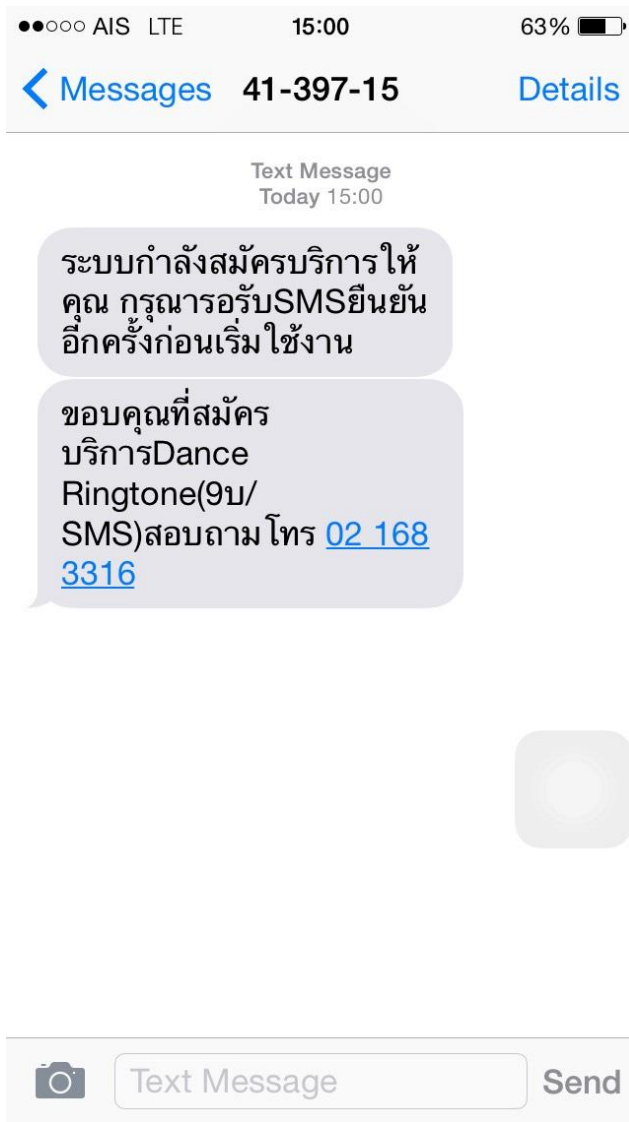 AIS LTE 15:00 63%
Messages 41-397-15 Details
Text Message
Today 15:00
ระบบกำลังสมัครบริการให้
คุณ กรุณารอรับSMSยืนยัน
อีกครั้งก่อนเริ่มใช้งาน
ขอบคุณที่สมัคร
บริการDance
Ringtone(9บ/
SMS)สอบถามโทร 02 168
3316
Text Message Send